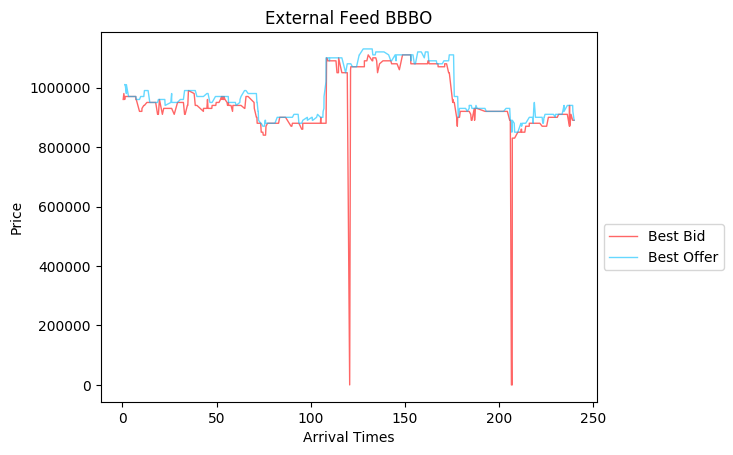 External Feed BBBO
1000000
800000
600000
400000
200000
0
Price
0 50 100 150 200 250
Arrival Times
Best Bid
Best Offer